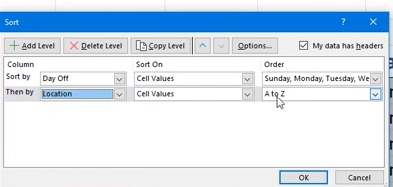 Sort
Add Level Delete Level Copy Level Options... My data has headers
Column Sort On Order
Sort by Day Off Cell Values Sunday, Monday, Tuesday, We
Then by Location Cell Values A to Z
OK Cancel